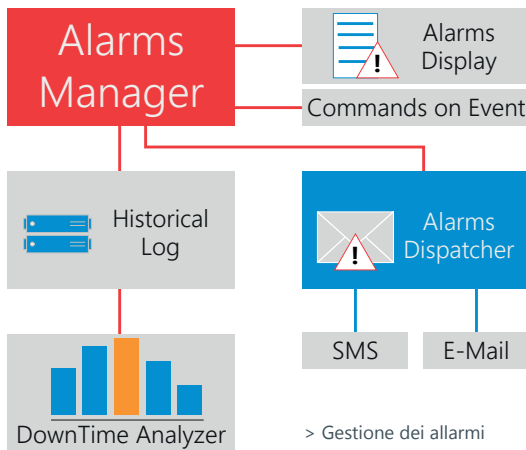 Alarms
Manager
Alarms
Display
!
Commands on Event
Historical
Log
Alarms
Dispatcher
!
SMS
E-Mail
DownTime Analyzer
> Gestione dei allarmi